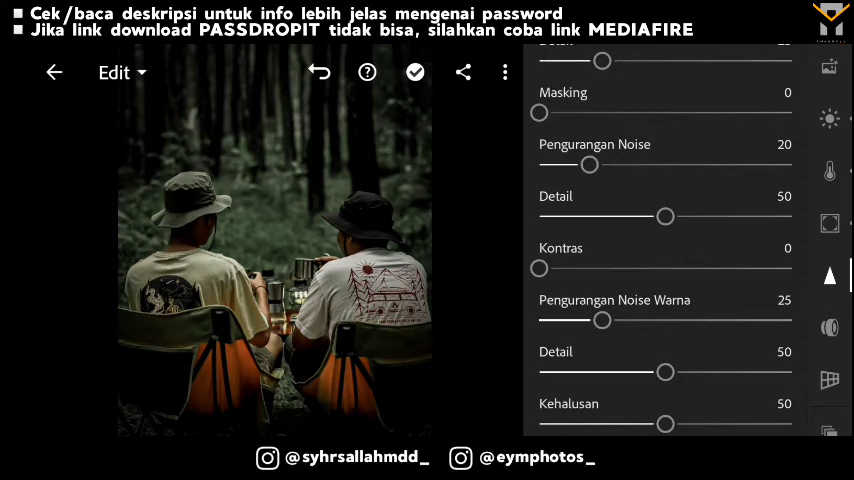 Cek/baca deskripsi untuk info lebih jelas mengenai password
Jika link download PASSDROPIT tidak bisa, silahkan coba link MEDIAFIRE
Edit
Masking 0
Pengurangan Noise 20
Detail 50
Kontras 0
Pengurangan Noise Warna 25
Detail 50
Kehalusan 50
@syhrsallahmdd_ @eymphotos_